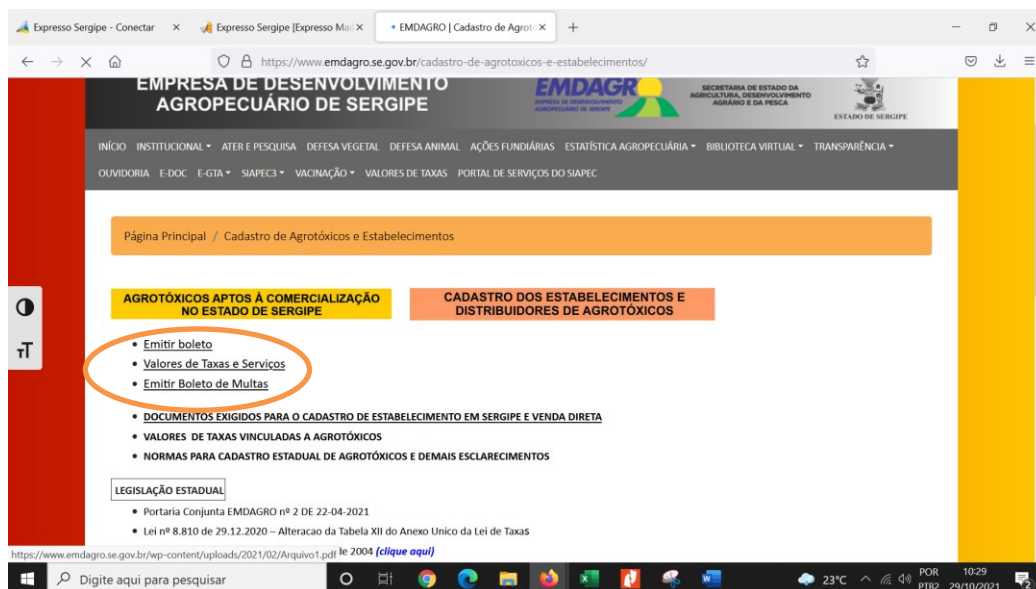 Expresso Sergipe - Conectar
Expresso Sergipe [Expresso Mail
EMDAGRO | Cadastro de Agrotó
https://www.emdagro.se.gov.br/cadastro-de-agrotoxicos-e-estabelecimentos/
EMPRESA DE DESENVOLVIMENTO
AGROPECUÁRIO DE SERGIPE
EMDAGRO
EMPRESA DE DESENVOLVIMENTO
AGROPECUÁRIO DE SERGIPE
SECRETARIA DE ESTADO DA
AGRICULTURA, DESENVOLVIMENTO
AGRÁRIO E DA PESCA
ESTADO DE SERGIPE
INÍCIO INSTITUCIONAL ATER E PESQUISA DEFESA VEGETAL DEFESA ANIMAL AÇÕES FUNDIÁRIAS ESTATÍSTICA AGROPECUÁRIA BIBLIOTECA VIRTUAL TRANSPARÊNCIA
OUVIDORIA E-DOC E-GTA SIAPEC3 VACINAÇÃO VALORES DE TAXAS PORTAL DE SERVIÇOS DO SIAPEC
Página Principal / Cadastro de Agrotóxicos e Estabelecimentos
AGROTÓXICOS APTOS À COMERCIALIZAÇÃO
NO ESTADO DE SERGIPE
CADASTRO DOS ESTABELECIMENTOS E
DISTRIBUIDORES DE AGROTÓXICOS
• Emitir boleto
• Valores de Taxas e Serviços
• Emitir Boleto de Multas
• DOCUMENTOS EXIGIDOS PARA O CADASTRO DE ESTABELECIMENTO EM SERGIPE E VENDA DIRETA
• VALORES DE TAXAS VINCULADAS A AGROTÓXICOS
• NORMAS PARA CADASTRO ESTADUAL DE AGROTÓXICOS E DEMAIS ESCLARECIMENTOS
LEGISLAÇÃO ESTADUAL
• Portaria Conjunta EMDAGRO nº 2 DE 22-04-2021
• Lei nº 8.810 de 29.12.2020 – Alteracao da Tabela XII do Anexo Unico da Lei de Taxas
https://www.emdagro.se.gov.br/wp-content/uploads/2021/02/Arquivo1.pdf le 2004 (clique aqui)
Digite aqui para pesquisar
23°C
POR
PTB2
10:29
29/10/2021
2